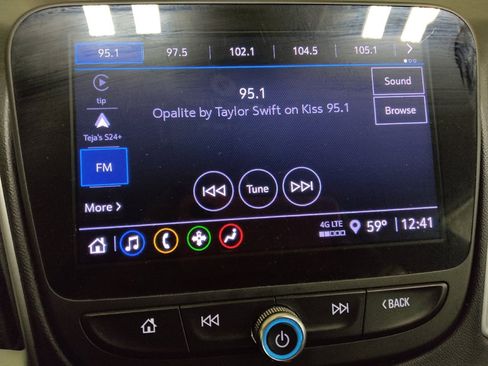 95.1 97.5 102.1 104.5 105.1
95.1
Opalite by Taylor Swift on Kiss 95.1
Sound
Browse
tip
Teja's S24+
FM
More
Tune
4G LTE 59° 12:41
BACK